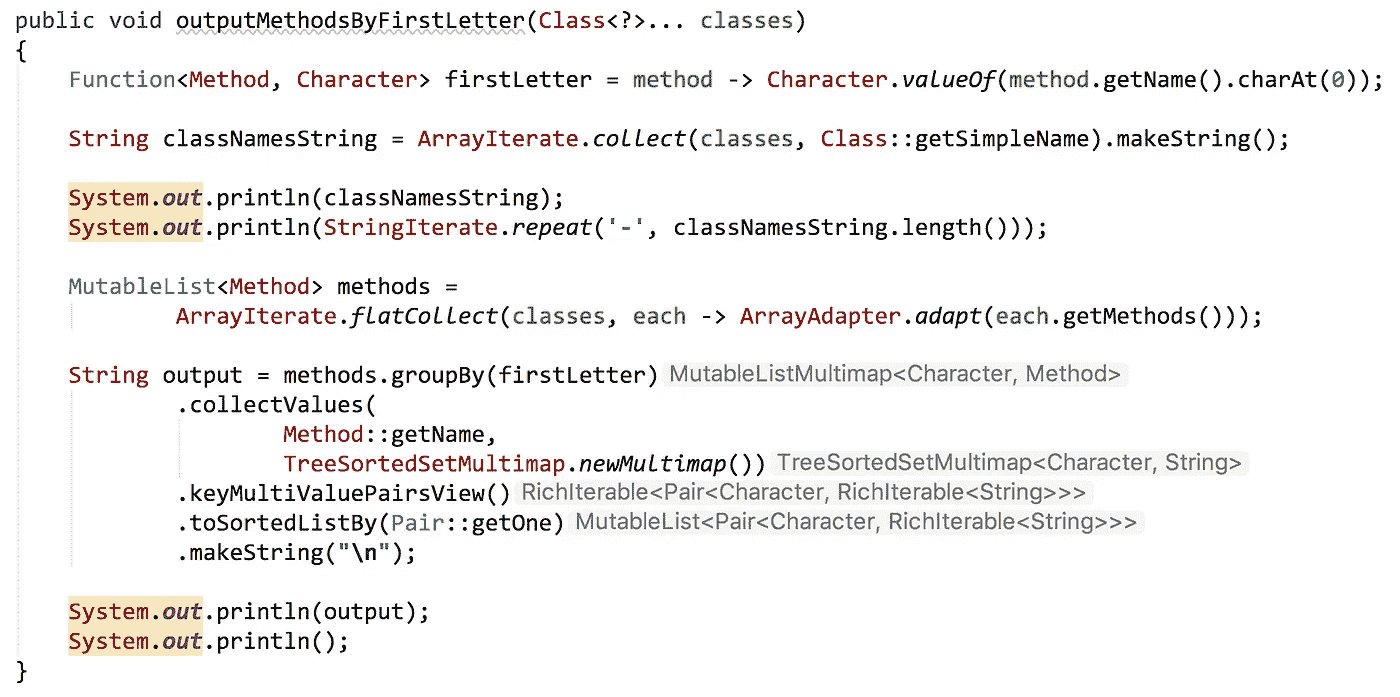 public void outputMethodsByFirstLetter(Class<?>... classes)
{
    Function<Method, Character> firstLetter = method -> Character.valueOf(method.getName().charAt(0));
    String classNamesString = ArrayIterate.collect(classes, Class::getSimpleName).makeString();
    System.out.println(classNamesString);
    System.out.println(StringIterate.repeat('-', classNamesString.length()));
    MutableList<Method> methods =
            ArrayIterate.flatCollect(classes, each -> ArrayAdapter.adapt(each.getMethods()));
    String output = methods.groupBy(firstLetter) MutableListMultimap<Character, Method>
            .collectValues(
                    Method::getName,
                    TreeSortedSetMultimap.newMultimap()) TreeSortedSetMultimap<Character, String>
            .keyMultiValuePairsView() RichIterable<Pair<Character, RichIterable<String>>>
            .toSortedListBy(Pair::getOne) MutableList<Pair<Character, RichIterable<String>>>
            .makeString("\n");
    System.out.println(output);
    System.out.println();
}